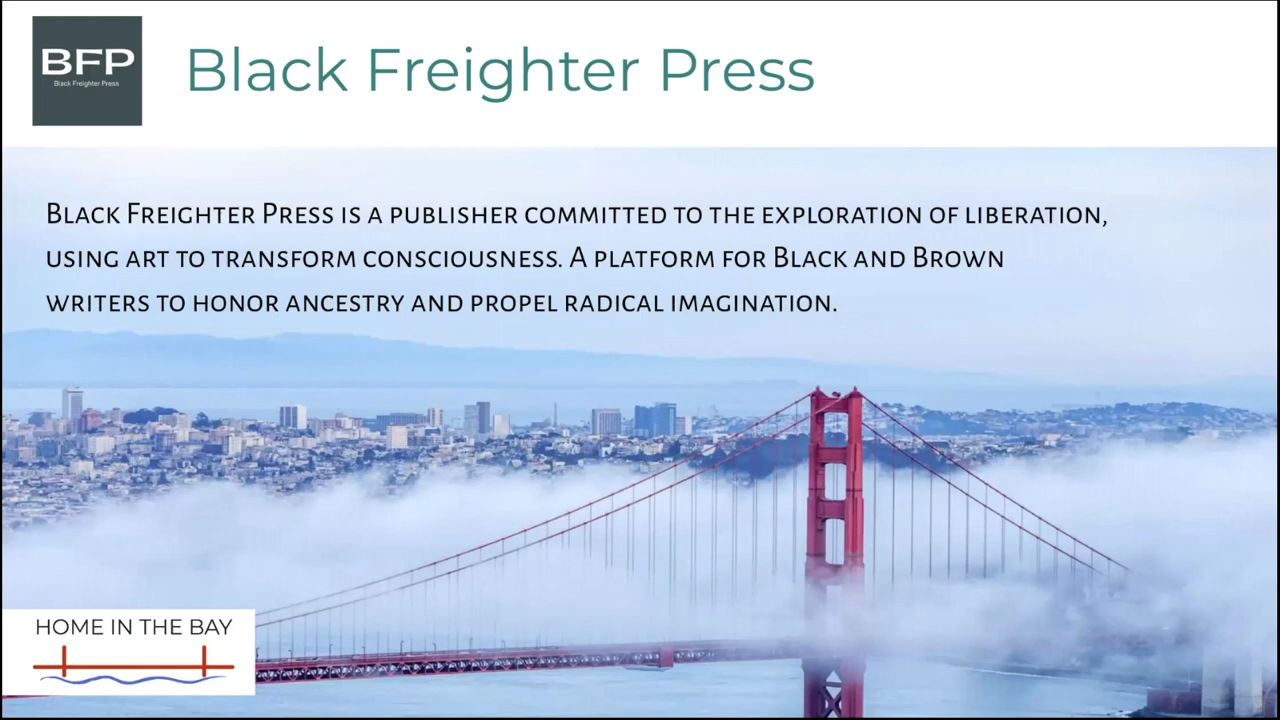 BFP
Black Freighter Press
Black Freighter Press
Black Freighter Press is a publisher committed to the exploration of liberation,
using art to transform consciousness. A platform for Black and Brown
writers to honor ancestry and propel radical imagination.
HOME IN THE BAY